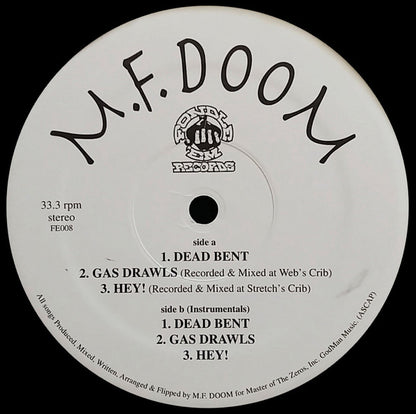 M.F. DOOM
FONDLE
'EM
RECORDS
33.3 rpm
stereo
FE008
side a
1. DEAD BENT
2. GAS DRAWLS (Recorded & Mixed at Web's Crib)
3. HEY! (Recorded & Mixed at Stretch's Crib)
side b (Instrumentals)
1. DEAD BENT
2. GAS DRAWLS
3. HEY!
All songs Produced, Mixed, Written, Arranged & Flipped by M.F. DOOM for Master of The Zeros, Inc. GodMan Music. (ASCAP)